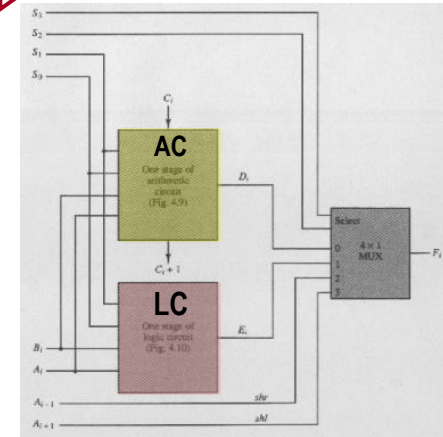 S3
S2
S1
S0
Ci
AC
One stage of
arithmetic
circuit
(Fig. 4.9)
Di
Select
0
1
2
3
4 × 1
MUX
Fi
Ci + 1
LC
One stage of
logic circuit
(Fig. 4.10)
Ei
Bi
Ai
Ai−1
shr
Ai+1
shl